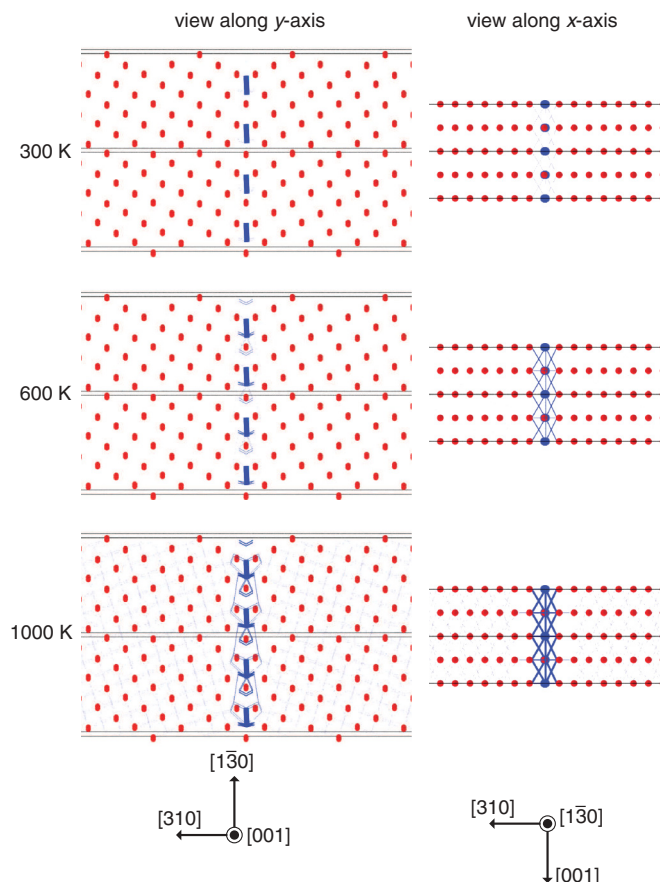 view along y-axis
view along x-axis
300 K
600 K
1000 K
[13̄0]
[310]
[001]
[310]
[13̄0]
[001]